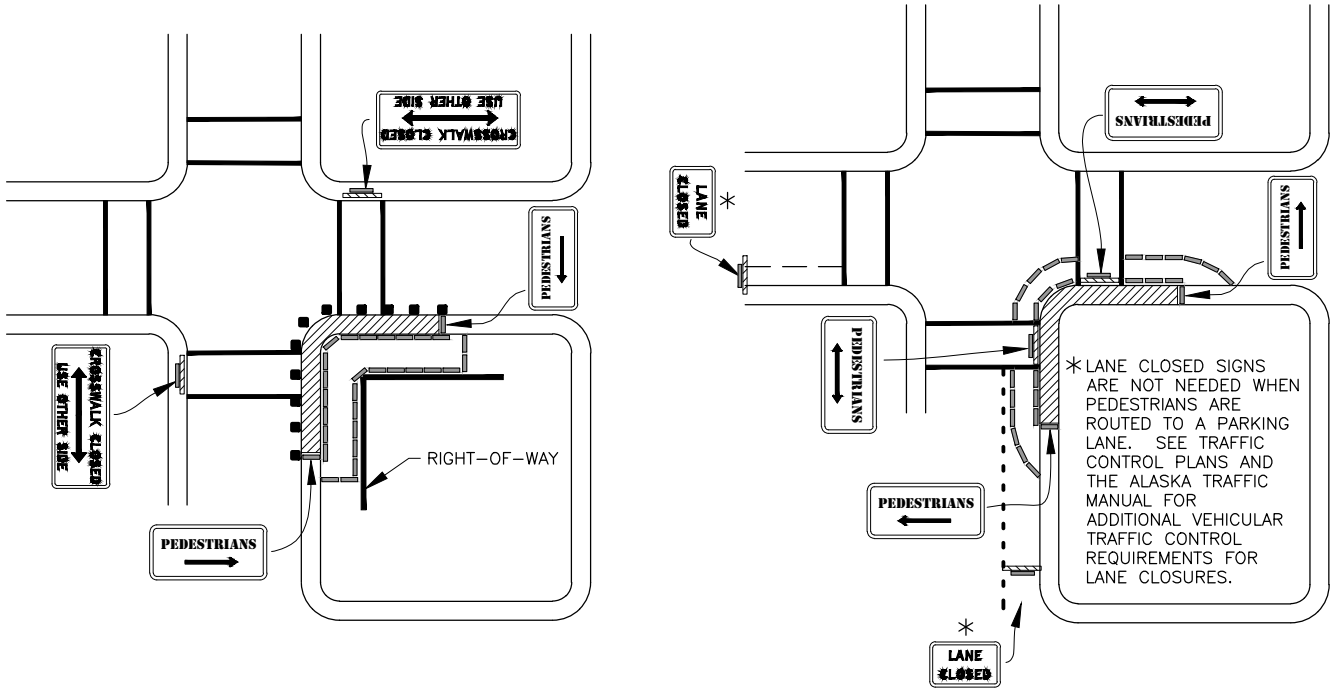 CROSSWALK CLOSED
USE OTHER SIDE
PEDESTRIANS
CROSSWALK CLOSED
USE OTHER SIDE
RIGHT-OF-WAY
PEDESTRIANS
PEDESTRIANS
LANE
CLOSED
*
PEDESTRIANS
PEDESTRIANS
* LANE CLOSED SIGNS
ARE NOT NEEDED WHEN
PEDESTRIANS ARE
ROUTED TO A PARKING
LANE. SEE TRAFFIC
CONTROL PLANS AND
THE ALASKA TRAFFIC
MANUAL FOR
ADDITIONAL VEHICULAR
TRAFFIC CONTROL
REQUIREMENTS FOR
LANE CLOSURES.
PEDESTRIANS
*
LANE
CLOSED